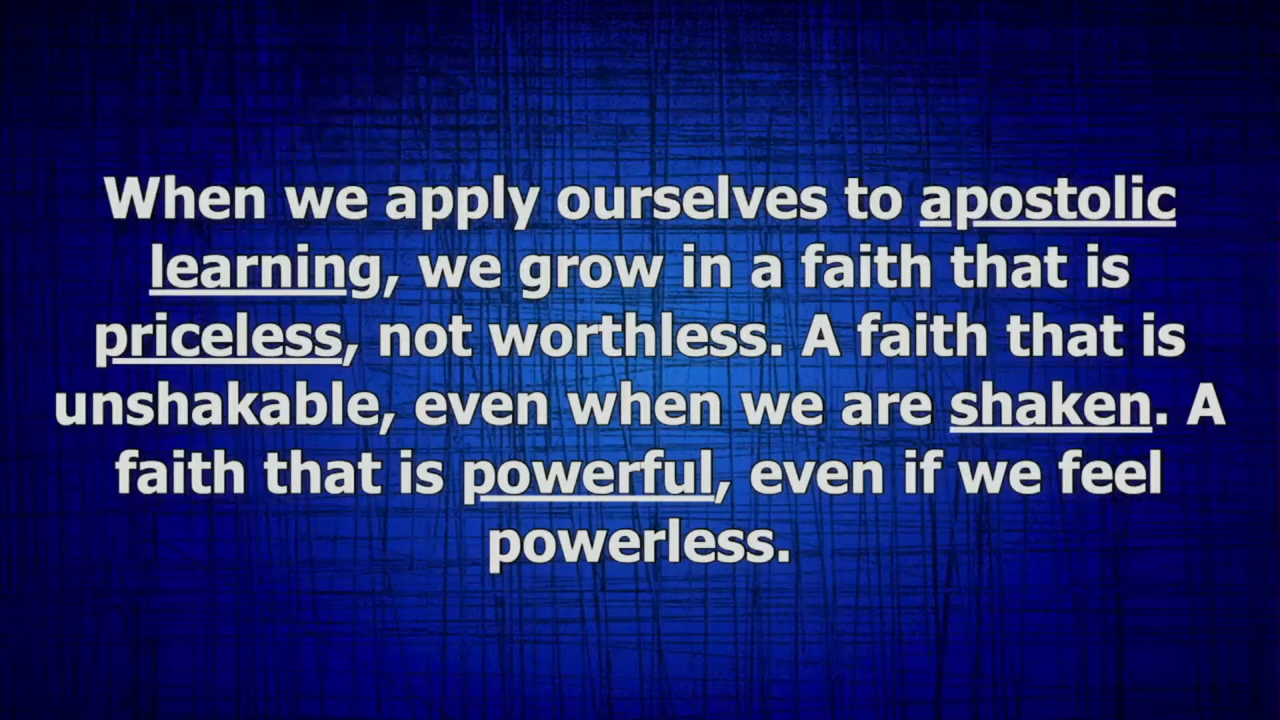 When we apply ourselves to apostolic
learning, we grow in a faith that is
priceless, not worthless. A faith that is
unshakable, even when we are shaken. A
faith that is powerful, even if we feel
powerless.